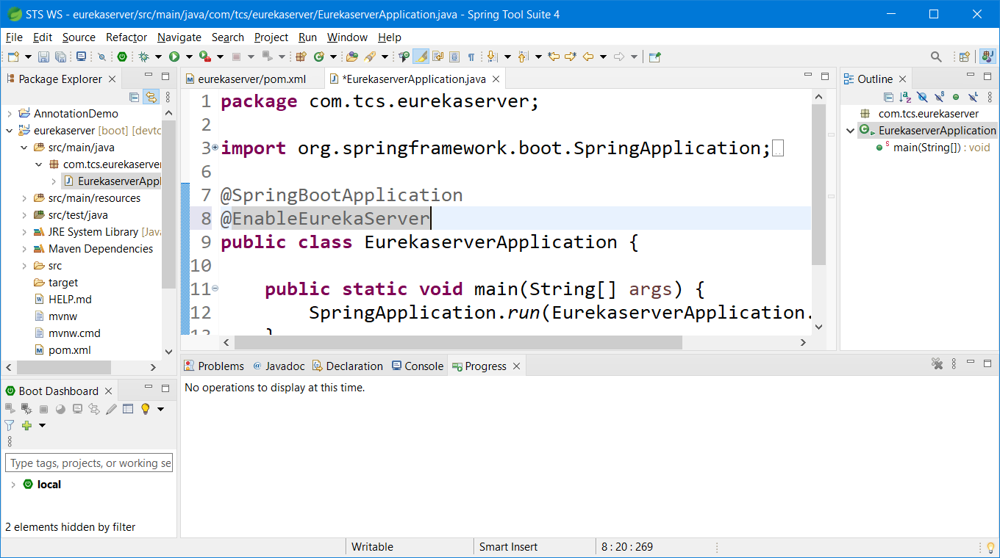 STS WS - eurekaserver/src/main/java/com/tcs/eurekaserver/EurekaserverApplication.java - Spring Tool Suite 4
File Edit Source Refactor Navigate Search Project Run Window Help
Package Explorer
AnnotationDemo
eurekaserver [boot] [devtc
src/main/java
com.tcs.eurekaserver
EurekaserverAppl
src/main/resources
src/test/java
JRE System Library [Java
Maven Dependencies
src
target
HELP.md
mvnw
mvnw.cmd
pom.xml
eurekaserver/pom.xml
*EurekaserverApplication.java
1 package com.tcs.eurekaserver;
2
3 import org.springframework.boot.SpringApplication;
6
7 @SpringBootApplication
8 @EnableEurekaServer
9 public class EurekaserverApplication {
10
11 public static void main(String[] args) {
12 SpringApplication.run(EurekaserverApplication.
13 }
Outline
com.tcs.eurekaserver
EurekaserverApplication
main(String[]) : void
Boot Dashboard
Type tags, projects, or working se
local
2 elements hidden by filter
Problems @ Javadoc Declaration Console Progress
No operations to display at this time.
Writable Smart Insert 8 : 20 : 269